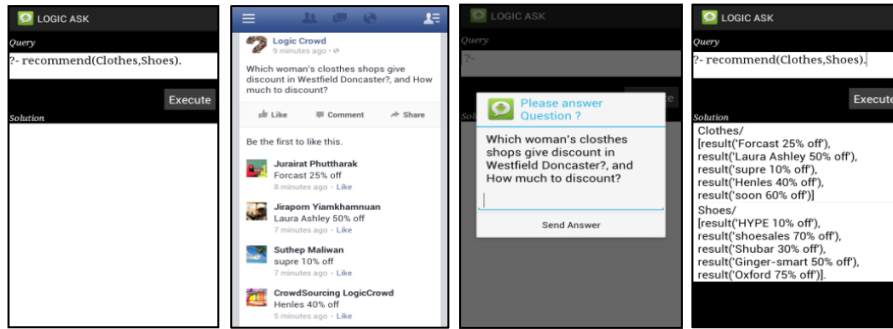 LOGIC ASK
Query
?- recommend(Clothes,Shoes).
Execute
Solution
Logic Crowd
9 minutes ago
Which woman's closthes shops give
discount in Westfield Doncaster?, and How
much to discount?
Like Comment Share
Be the first to like this.
Jurairat Phuttharak
Forcast 25% off
8 minutes ago · Like
Jiraporn Yiamkhamnuan
Laura Ashley 50% off
7 minutes ago · Like
Suthep Maliwan
supre 10% off
7 minutes ago · Like
CrowdSourcing LogicCrowd
Henles 40% off
5 minutes ago · Like
LOGIC ASK
Query
?-
Sol
Please answer
Question ?
Which woman's closthes
shops give discount in
Westfield Doncaster?, and
How much to discount?
Send Answer
LOGIC ASK
Query
?- recommend(Clothes,Shoes).
Execute
Solution
Clothes/
[result('Forcast 25% off'),
result('Laura Ashley 50% off'),
result('supre 10% off'),
result('Henles 40% off'),
result('soon 60% off')]
Shoes/
[result('HYPE 10% off'),
result('shoesales 70% off'),
result('Shubar 30% off'),
result('Ginger-smart 50% off'),
result('Oxford 75% off')].